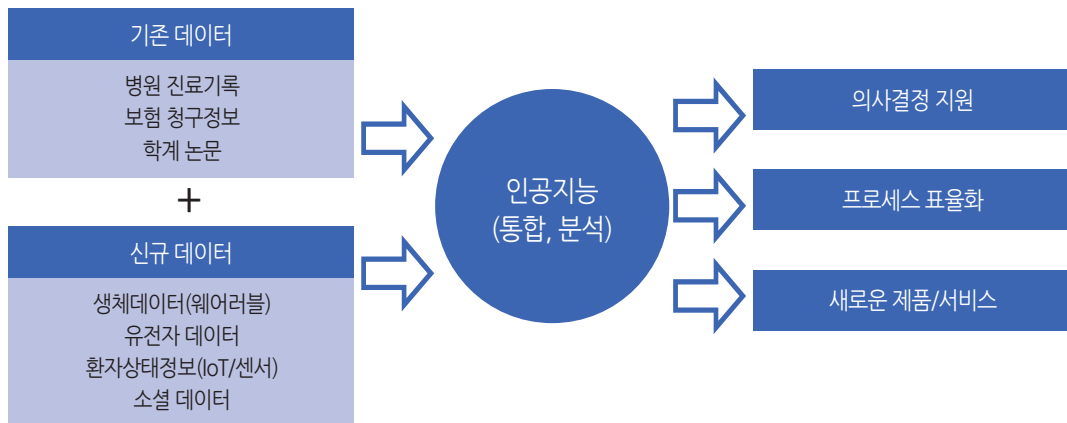 기존 데이터
병원 진료기록
보험 청구정보
학계 논문
+
신규 데이터
생체데이터(웨어러블)
유전자 데이터
환자상태정보(IoT/센서)
소셜 데이터
인공지능
(통합, 분석)
의사결정 지원
프로세스 표율화
새로운 제품/서비스